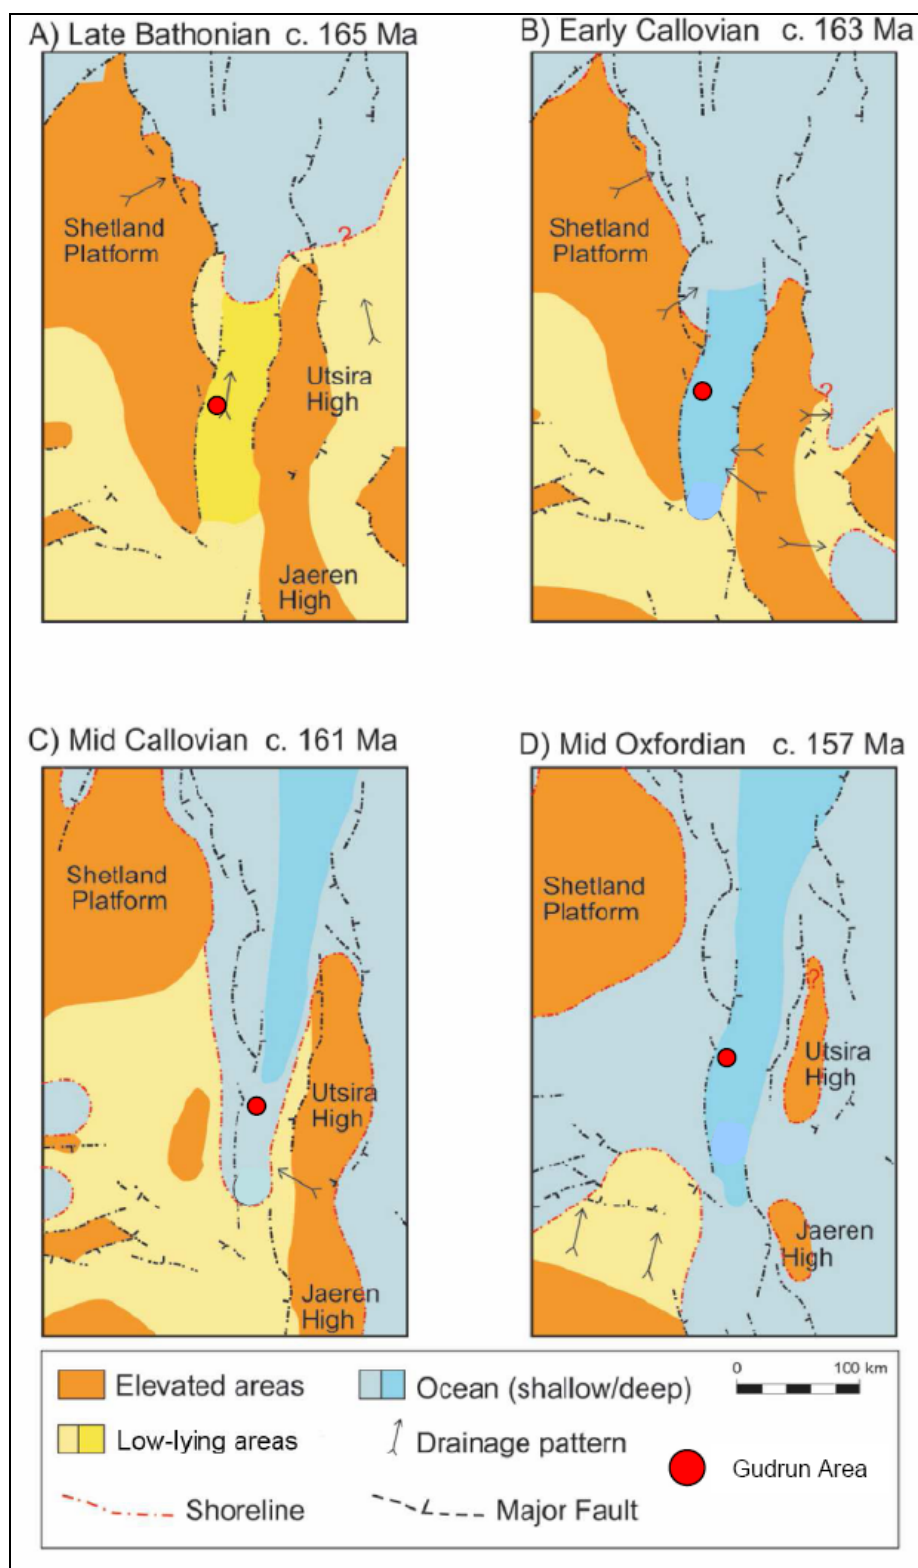 A) Late Bathonian c. 165 Ma
Shetland
Platform
?
Utsira
High
Jaeren
High
B) Early Callovian c. 163 Ma
Shetland
Platform
?
C) Mid Callovian c. 161 Ma
Shetland
Platform
Utsira
High
Jaeren
High
D) Mid Oxfordian c. 157 Ma
Shetland
Platform
?
Utsira
High
Jaeren
High
Elevated areas
Ocean (shallow/deep)
0 100 km
Low-lying areas
Drainage pattern
Gudrun Area
Shoreline
Major Fault